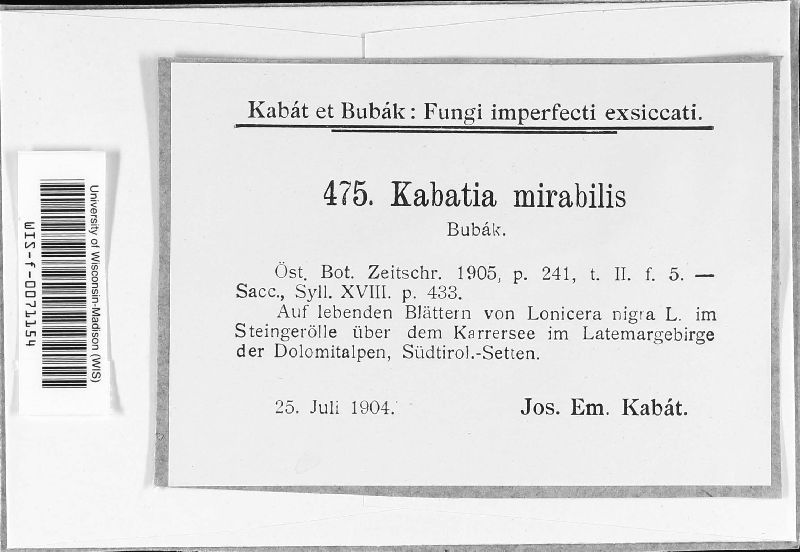 Kabát et Bubák: Fungi imperfecti exsiccati.
475. Kabatia mirabilis
Bubák.
Öst. Bot. Zeitschr. 1905, p. 241, t. II. f. 5. —
Sacc., Syll. XVIII. p. 433.
Auf lebenden Blättern von Lonicera nigra L. im
Steingerölle über dem Karrersee im Latemargebirge
der Dolomitalpen, Südtirol.-Setten.
25. Juli 1904.
Jos. Em. Kabát.
University of Wisconsin-Madison (WIS)
WIS-f-0071154